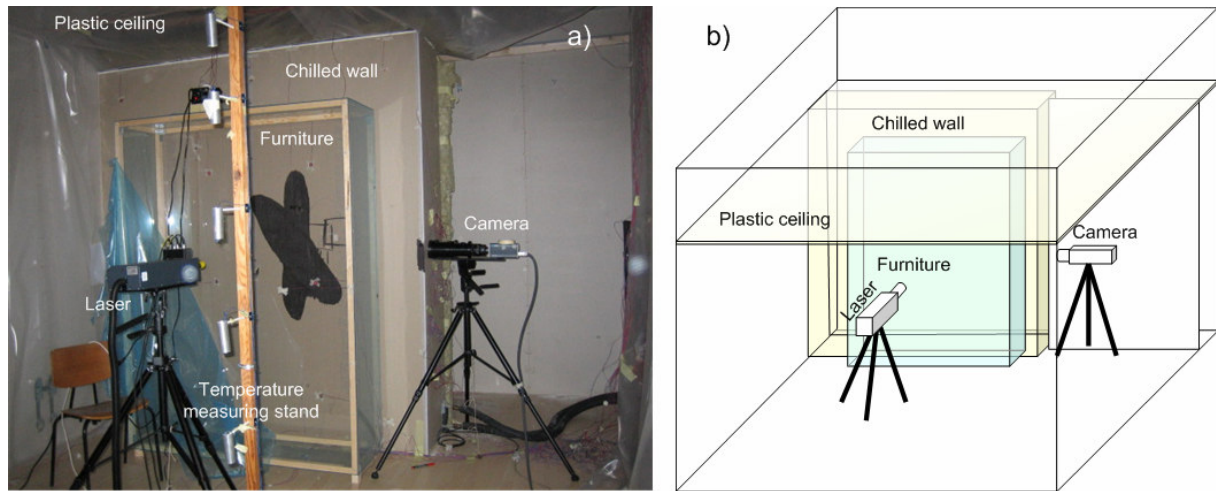 Plastic ceiling
a)
Chilled wall
Furniture
Camera
Laser
Temperature
measuring stand
b)
Chilled wall
Plastic ceiling
Camera
Furniture
Laser